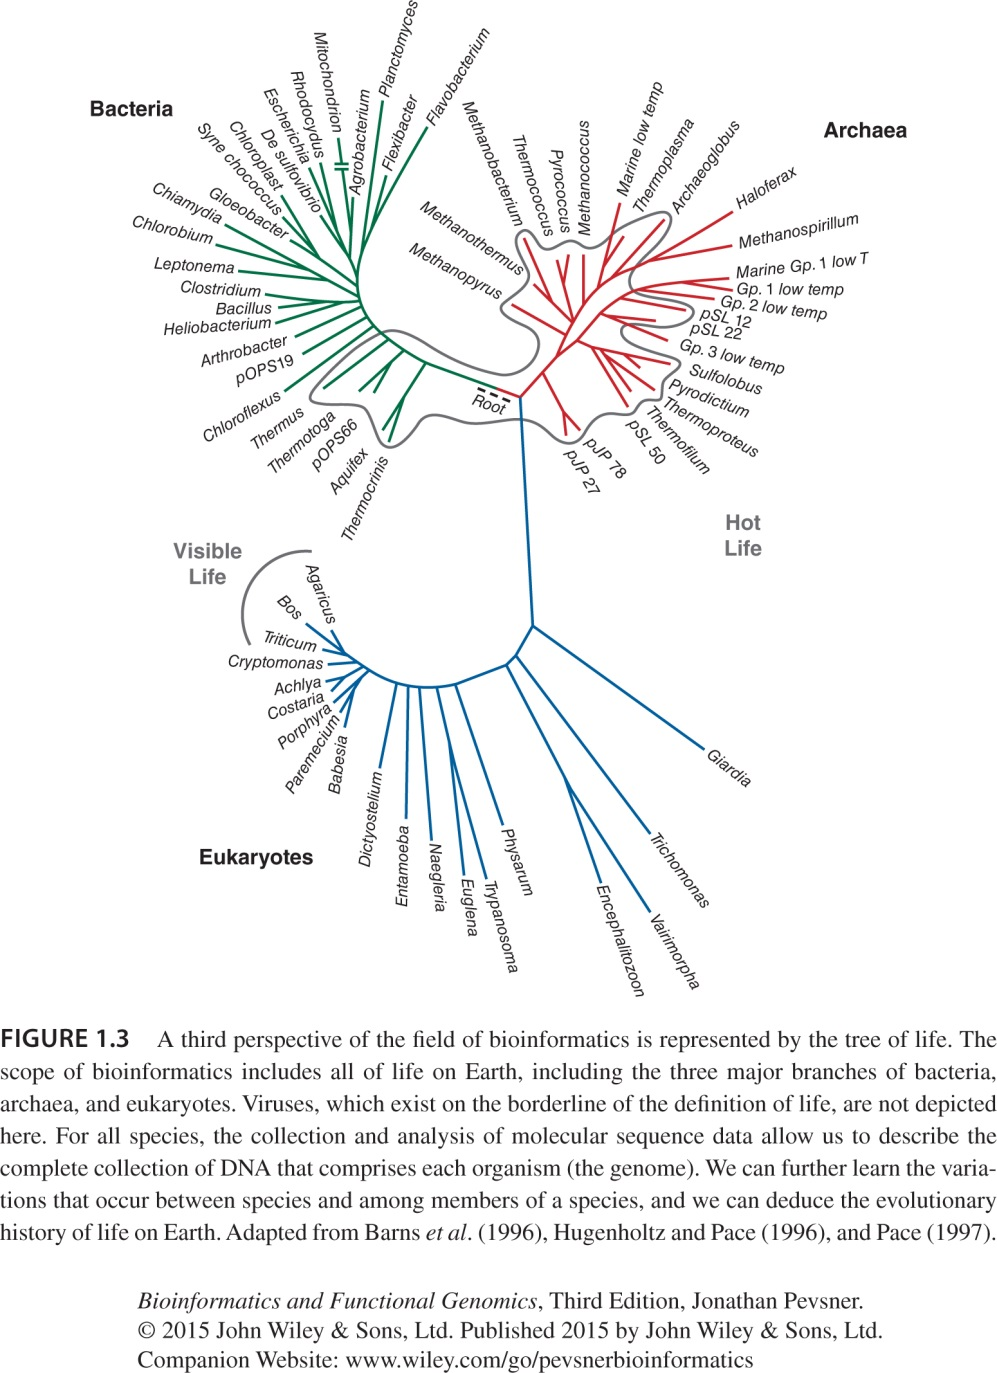 Bacteria
Archaea
Planctomyces
Mitochondrion
Rhodocydus
Escherichia
De sulfovibrio
Chloroplast
Syne chococcus
Gloeobacter
Chiamydia
Chlorobium
Leptonema
Clostridium
Bacillus
Heliobacterium
Arthrobacter
pOPS19
Chloroflexus
Thermus
Thermotoga
pOPS66
Aquifex
Thermocrinis
Agrobacterium
Flexibacter
Flavobacterium
Root
Methanopyrus
Methanothermus
Methanobacterium
Thermococcus
Pyrococcus
Methanococcus
Marine low temp
Thermoplasma
Archaeoglobus
Haloferax
Methanospirillum
Marine Gp. 1 low T
Gp. 1 low temp
Gp. 2 low temp
pSL 12
pSL 22
Gp. 3 low temp
Sulfolobus
Pyrodictium
Thermoproteus
Thermofilum
pSL 50
pJP 78
pJP 27
Hot
Life
Visible
Life
Agaricus
Bos
Triticum
Cryptomonas
Achlya
Costaria
Porphyra
Paremecium
Babesia
Dictyostelium
Entamoeba
Naegleria
Euglena
Trypanosoma
Physarum
Encephalitozoon
Vairimorpha
Trichomonas
Giardia
Eukaryotes
FIGURE 1.3 A third perspective of the field of bioinformatics is represented by the tree of life. The
scope of bioinformatics includes all of life on Earth, including the three major branches of bacteria,
archaea, and eukaryotes. Viruses, which exist on the borderline of the definition of life, are not depicted
here. For all species, the collection and analysis of molecular sequence data allow us to describe the
complete collection of DNA that comprises each organism (the genome). We can further learn the varia-
tions that occur between species and among members of a species, and we can deduce the evolutionary
history of life on Earth. Adapted from Barns et al. (1996), Hugenholtz and Pace (1996), and Pace (1997).
Bioinformatics and Functional Genomics, Third Edition, Jonathan Pevsner.
© 2015 John Wiley & Sons, Ltd. Published 2015 by John Wiley & Sons, Ltd.
Companion Website: www.wiley.com/go/pevsnerbioinformatics